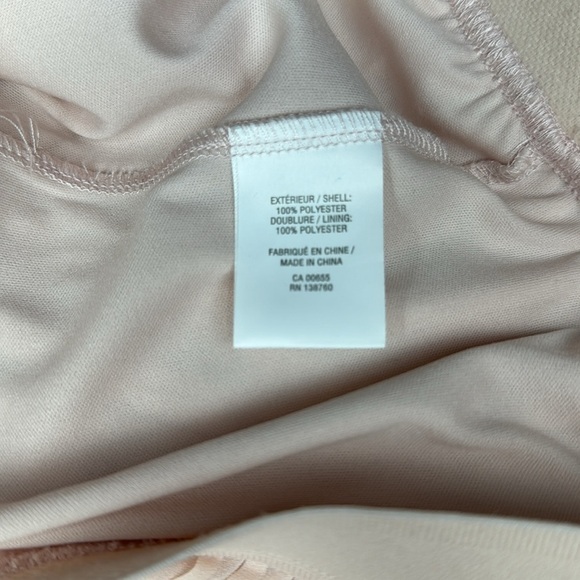 EXTÉRIEUR / SHELL:
100% POLYESTER
DOUBLURE / LINING:
100% POLYESTER
FABRIQUÉ EN CHINE /
MADE IN CHINA
CA 00655
RN 138760